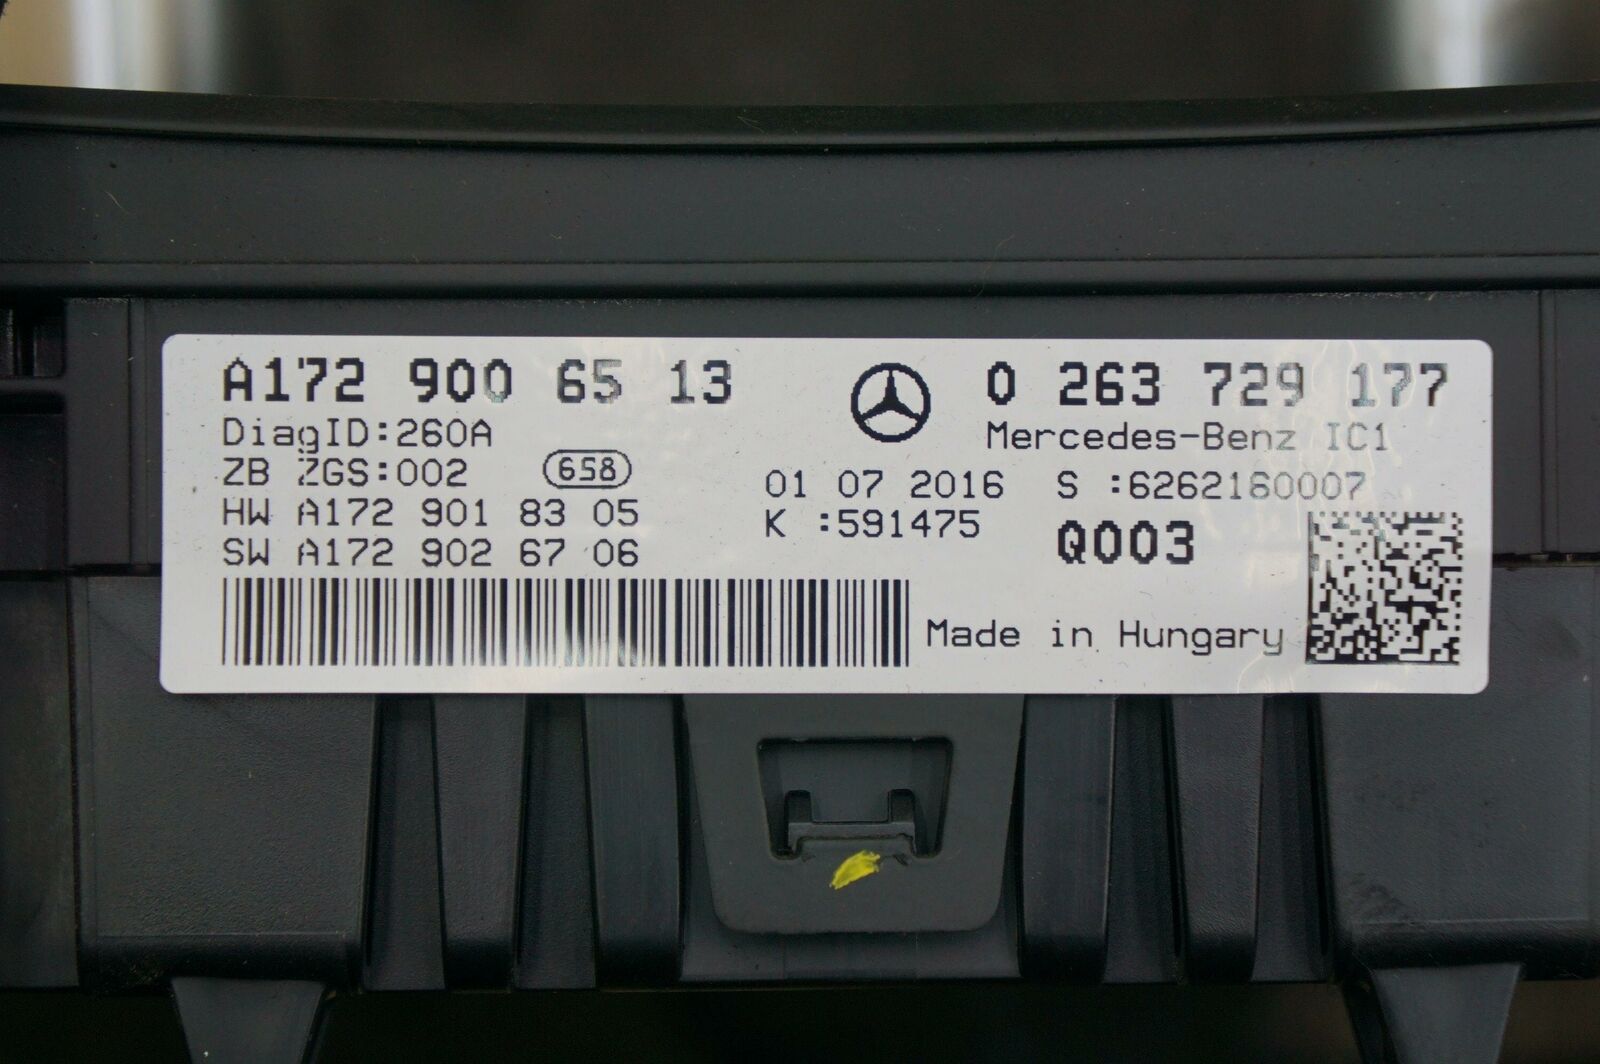 A172 900 65 13
DiagID:260A
ZB ZGS:002 658
HW A172 901 83 05
SW A172 902 67 06
0 263 729 177
Mercedes-Benz IC1
01 07 2016 S :6262160007
K :591475
Q003
Made in Hungary